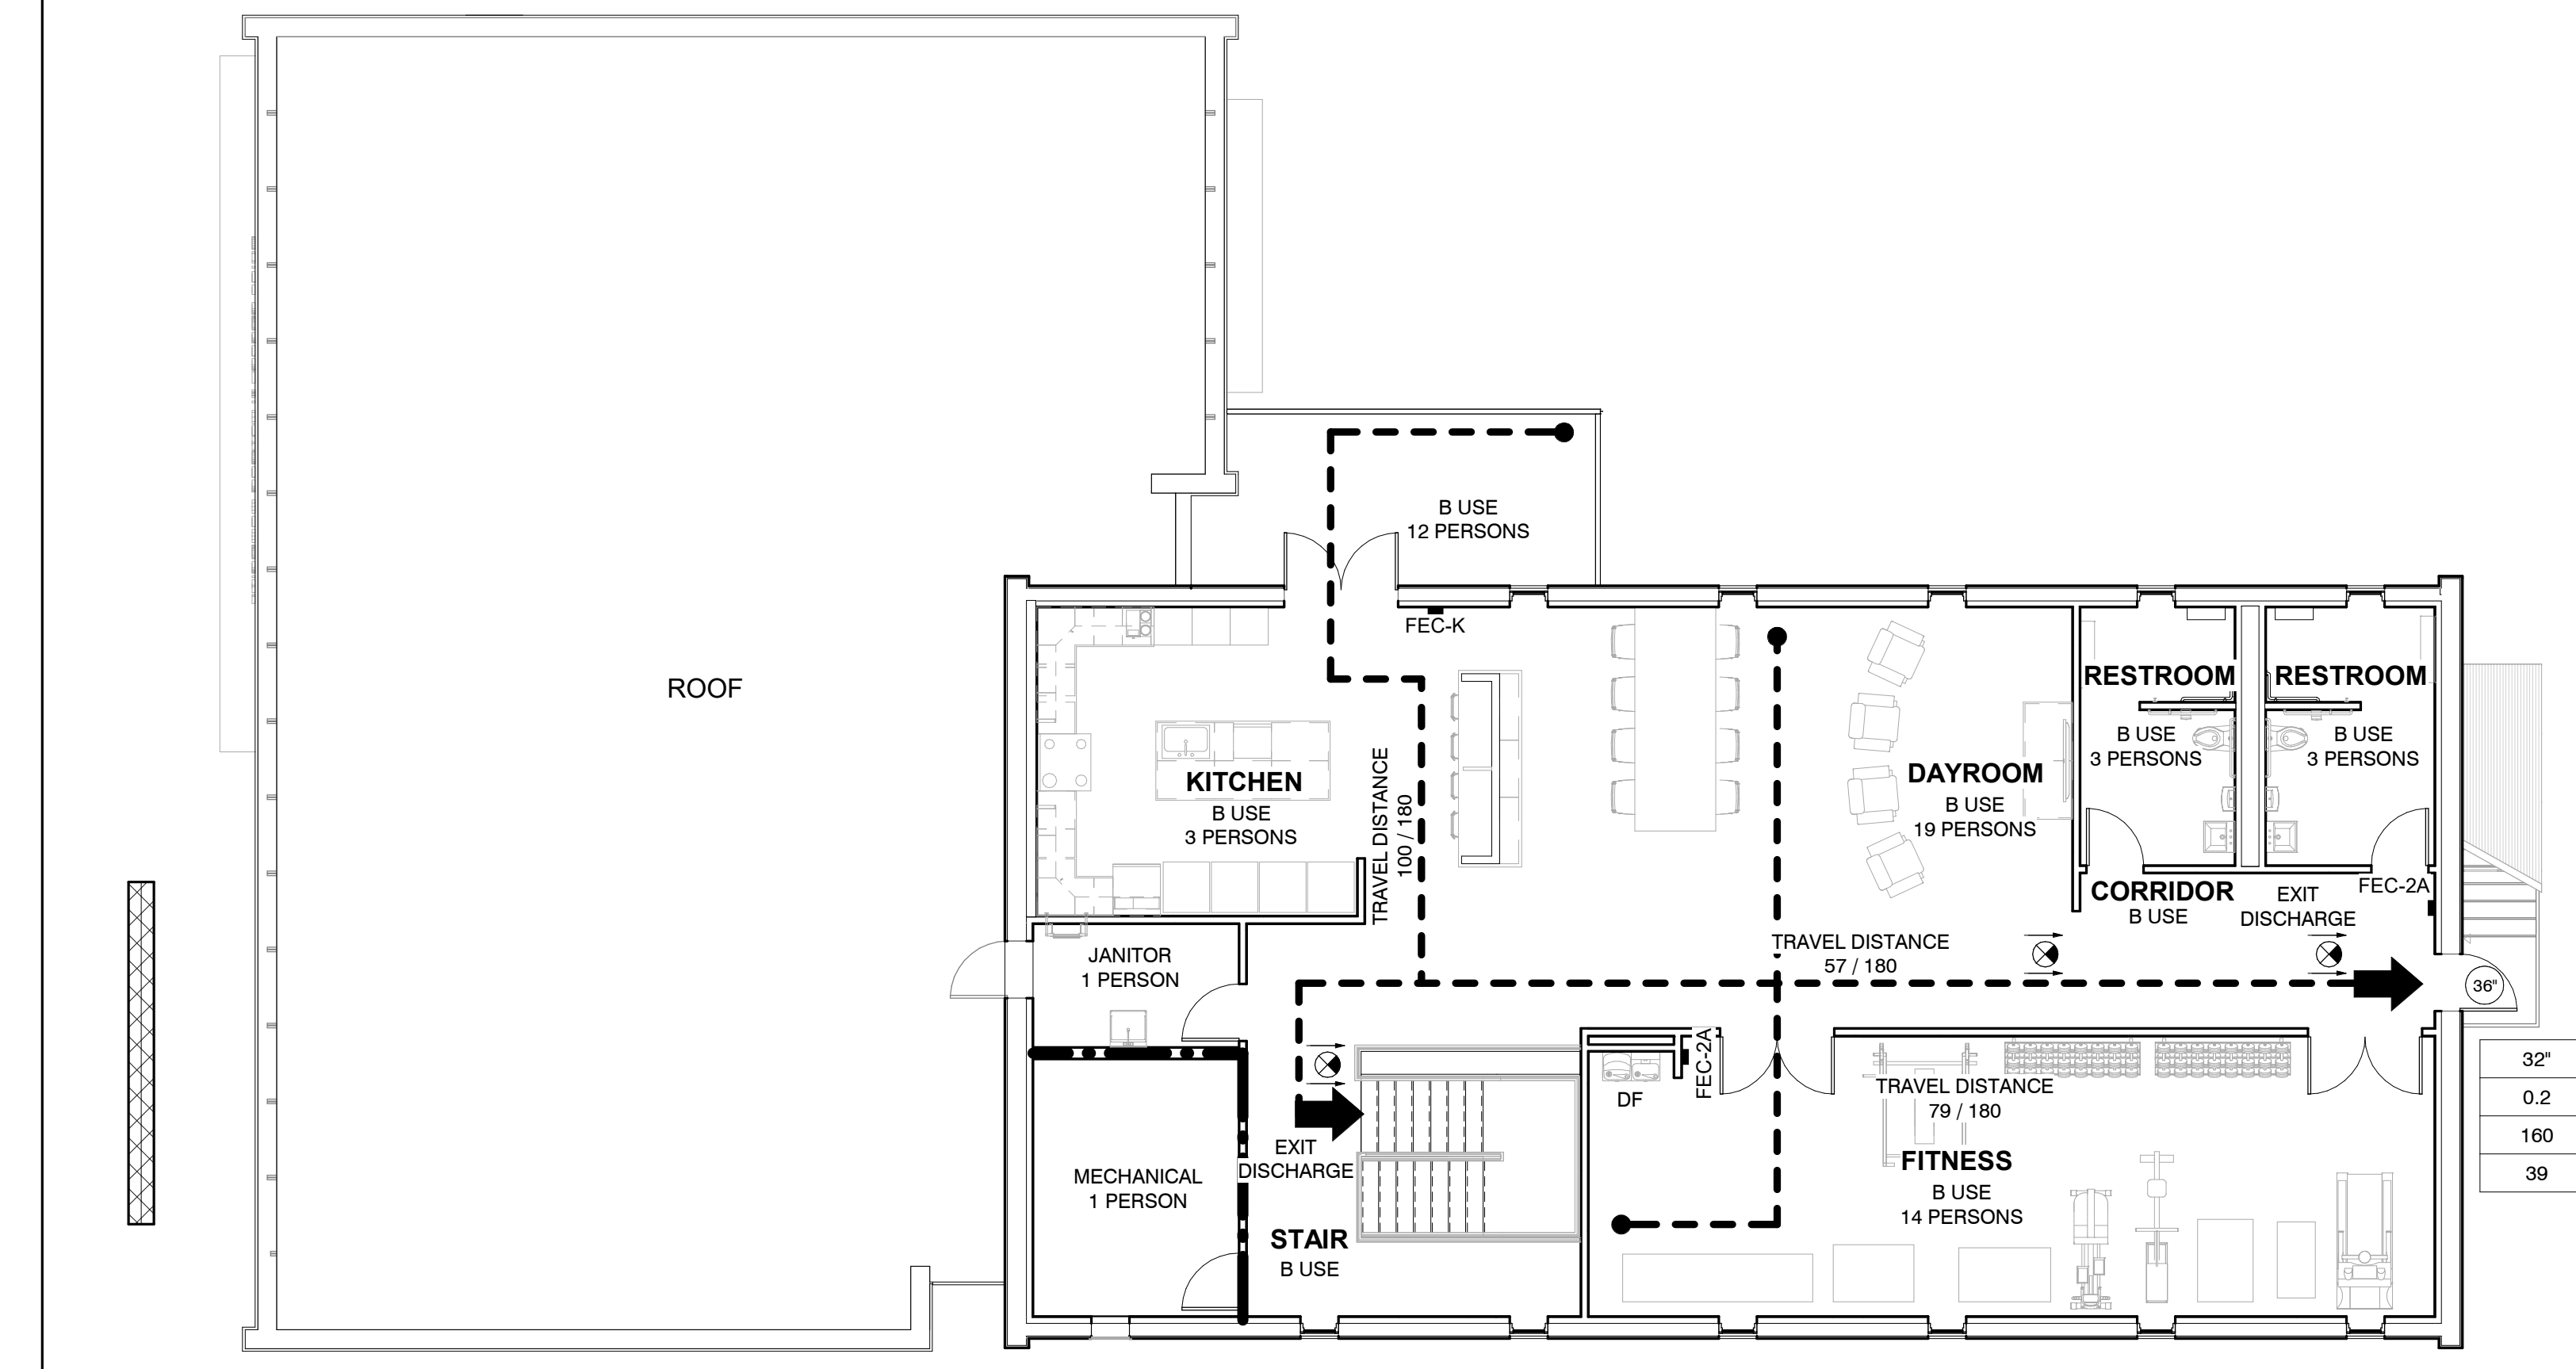 ROOF
B USE
12 PERSONS
FEC-K
KITCHEN
B USE
3 PERSONS
TRAVEL DISTANCE
100 / 180
DAYROOM
B USE
19 PERSONS
RESTROOM
B USE
3 PERSONS
RESTROOM
B USE
3 PERSONS
CORRIDOR
B USE
EXIT
DISCHARGE
FEC-2A
TRAVEL DISTANCE
57 / 180
36"
JANITOR
1 PERSON
MECHANICAL
1 PERSON
EXIT
DISCHARGE
STAIR
B USE
DF
FEC-2A
TRAVEL DISTANCE
79 / 180
FITNESS
B USE
14 PERSONS
32"
0.2
160
39